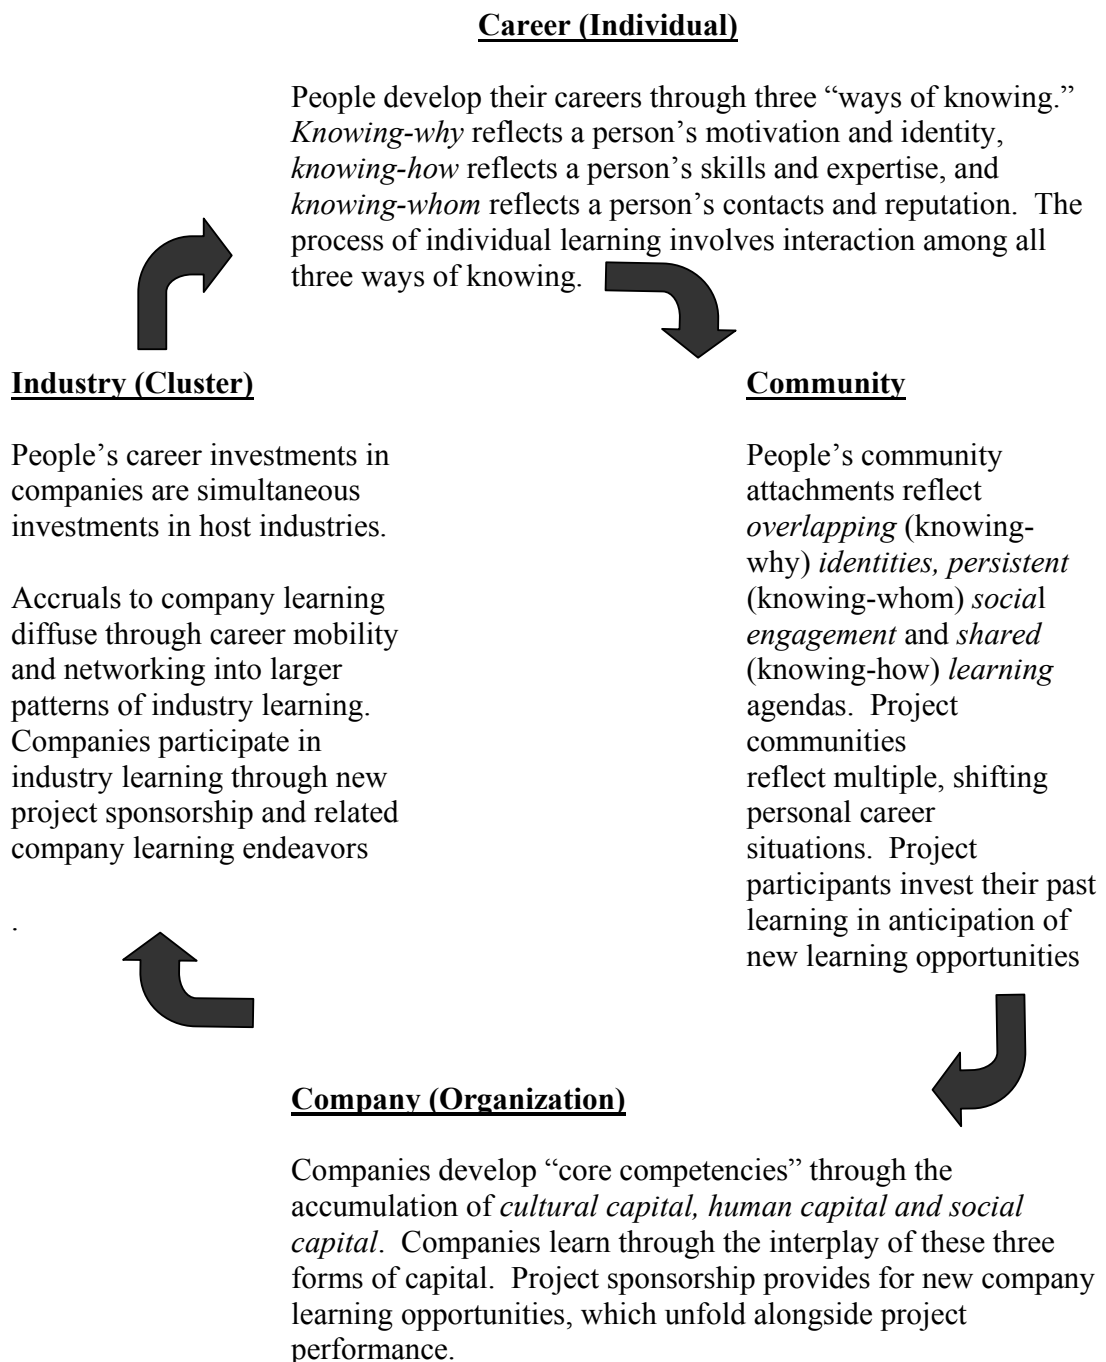 Career (Individual)
People develop their careers through three “ways of knowing.”
Knowing-why reflects a person’s motivation and identity,
knowing-how reflects a person’s skills and expertise, and
knowing-whom reflects a person’s contacts and reputation.  The
process of individual learning involves interaction among all
three ways of knowing.
Industry (Cluster)
People’s career investments in
companies are simultaneous
investments in host industries.
Accruals to company learning
diffuse through career mobility
and networking into larger
patterns of industry learning.
Companies participate in
industry learning through new
project sponsorship and related
company learning endeavors
.
Community
People’s community
attachments reflect
overlapping (knowing-
why) identities, persistent
(knowing-whom) social
engagement and shared
(knowing-how) learning
agendas.  Project
communities
reflect multiple, shifting
personal career
situations.  Project
participants invest their past
learning in anticipation of
new learning opportunities
Company (Organization)
Companies develop “core competencies” through the
accumulation of cultural capital, human capital and social
capital.  Companies learn through the interplay of these three
forms of capital.  Project sponsorship provides for new company
learning opportunities, which unfold alongside project
performance.